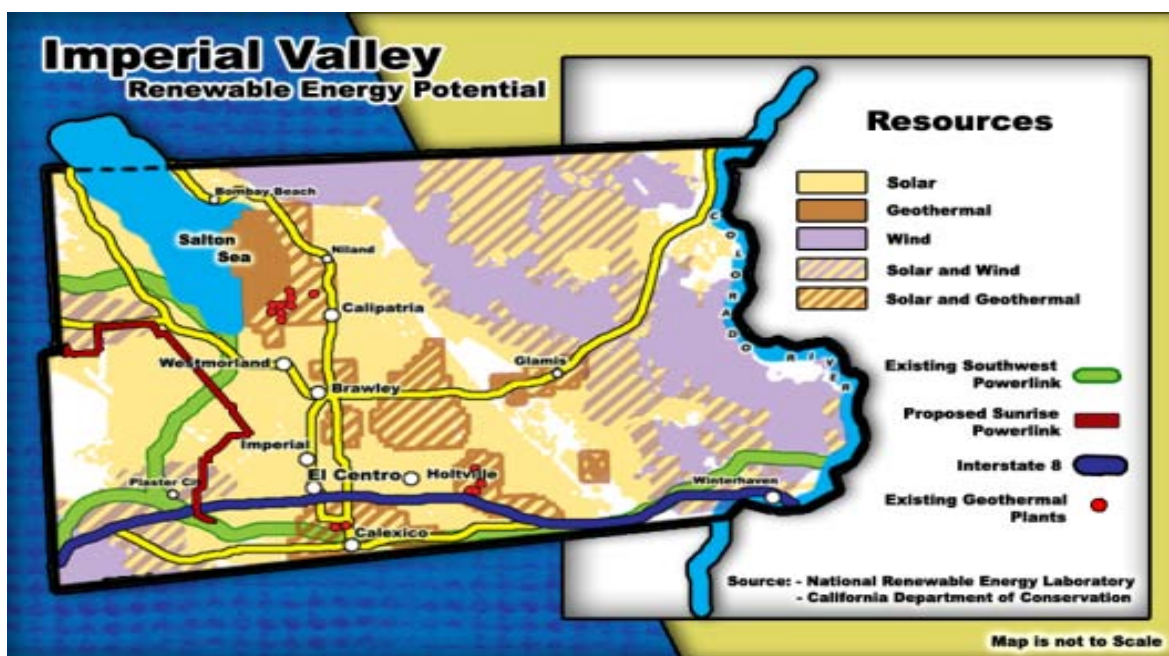 Imperial Valley
Renewable Energy Potential
Resources
Solar
Geothermal
Wind
Solar and Wind
Solar and Geothermal
Existing Southwest
Powerlink
Proposed Sunrise
Powerlink
Interstate 8
Existing Geothermal
Plants
Bombay Beach
Salton
Sea
Niland
Calipatria
Westmorland
Glamis
Brawley
Imperial
El Centro
Holtville
Plaster City
Winterhaven
Calexico
COLORADO RIVER
Source: - National Renewable Energy Laboratory
- California Department of Conservation
Map is not to Scale